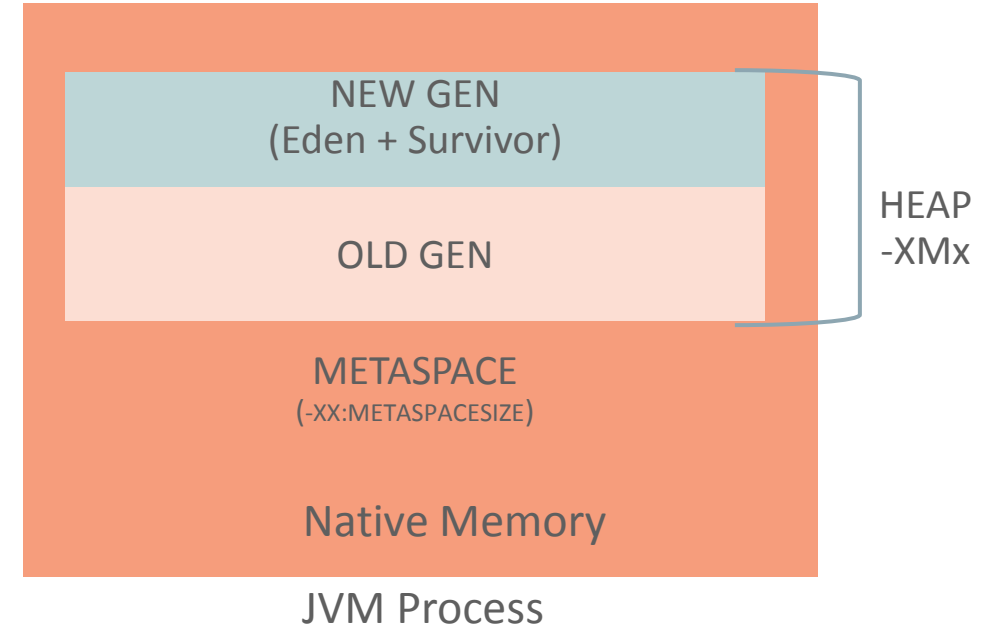 NEW GEN
(Eden + Survivor)
OLD GEN
HEAP
-XMx
METASPACE
(-XX:METASPACESIZE)
Native Memory
JVM Process